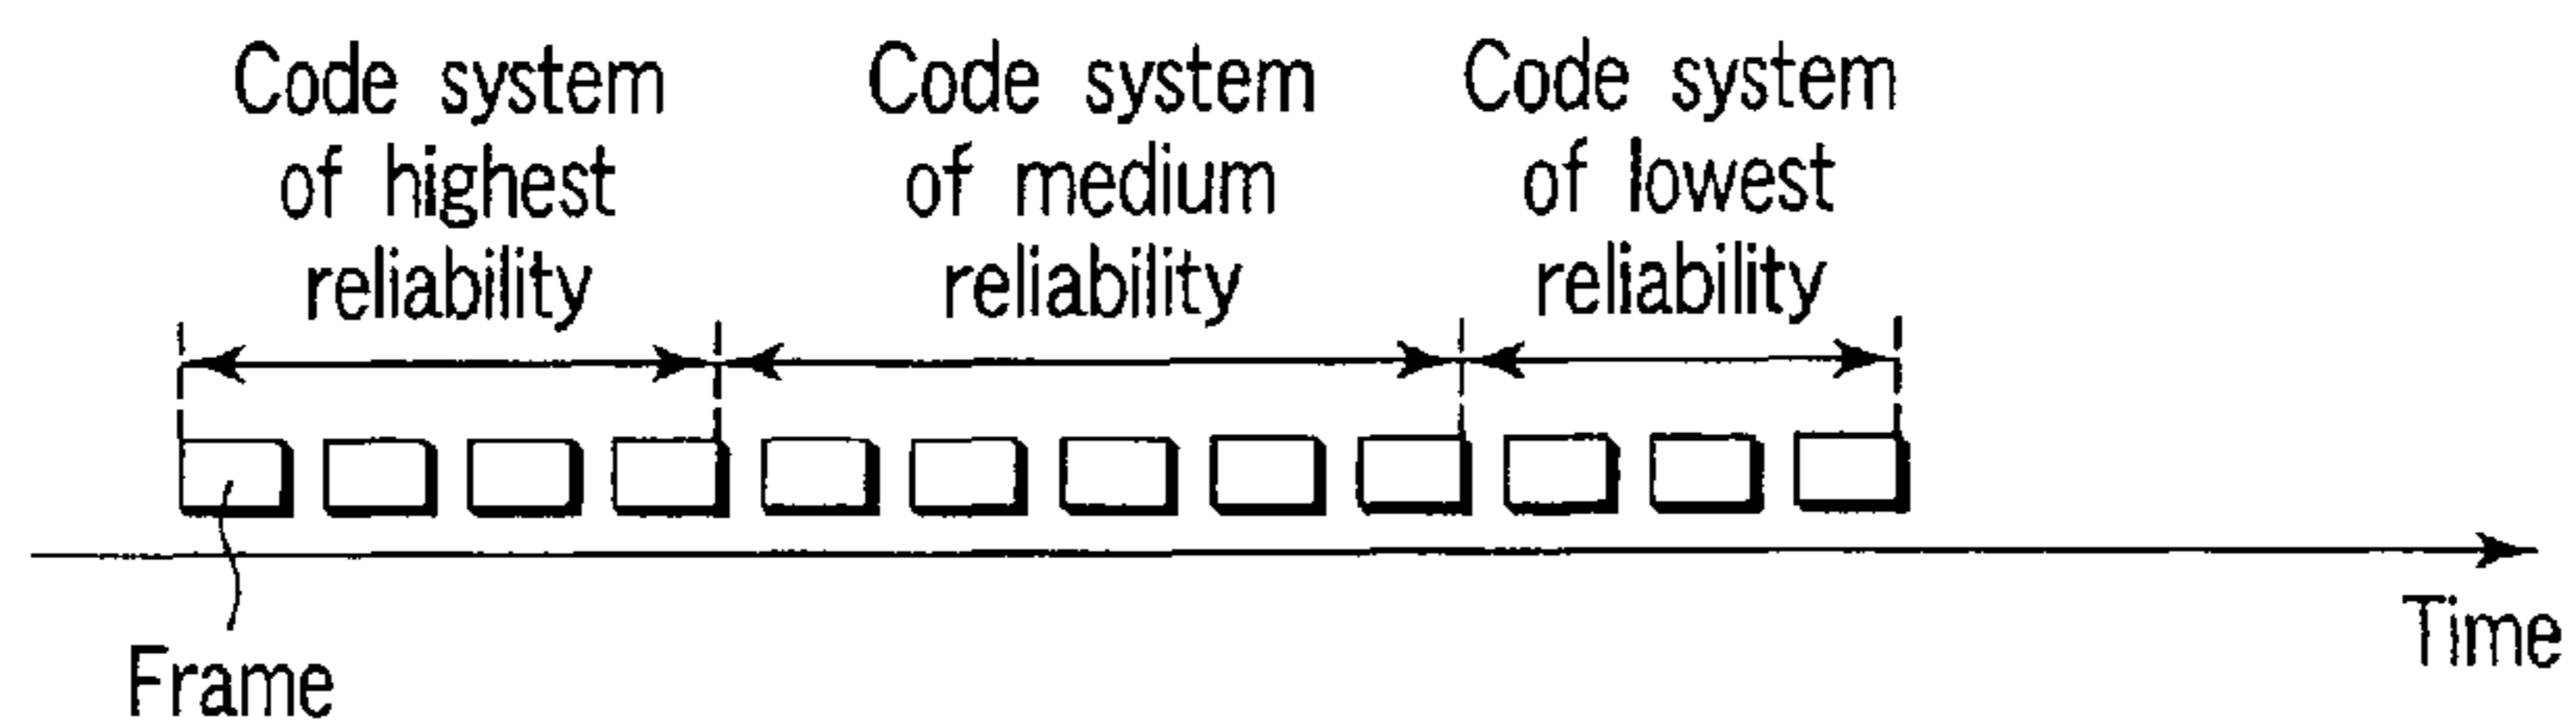 Code system
of highest
reliability
Code system
of medium
reliability
Code system
of lowest
reliability
Frame
Time